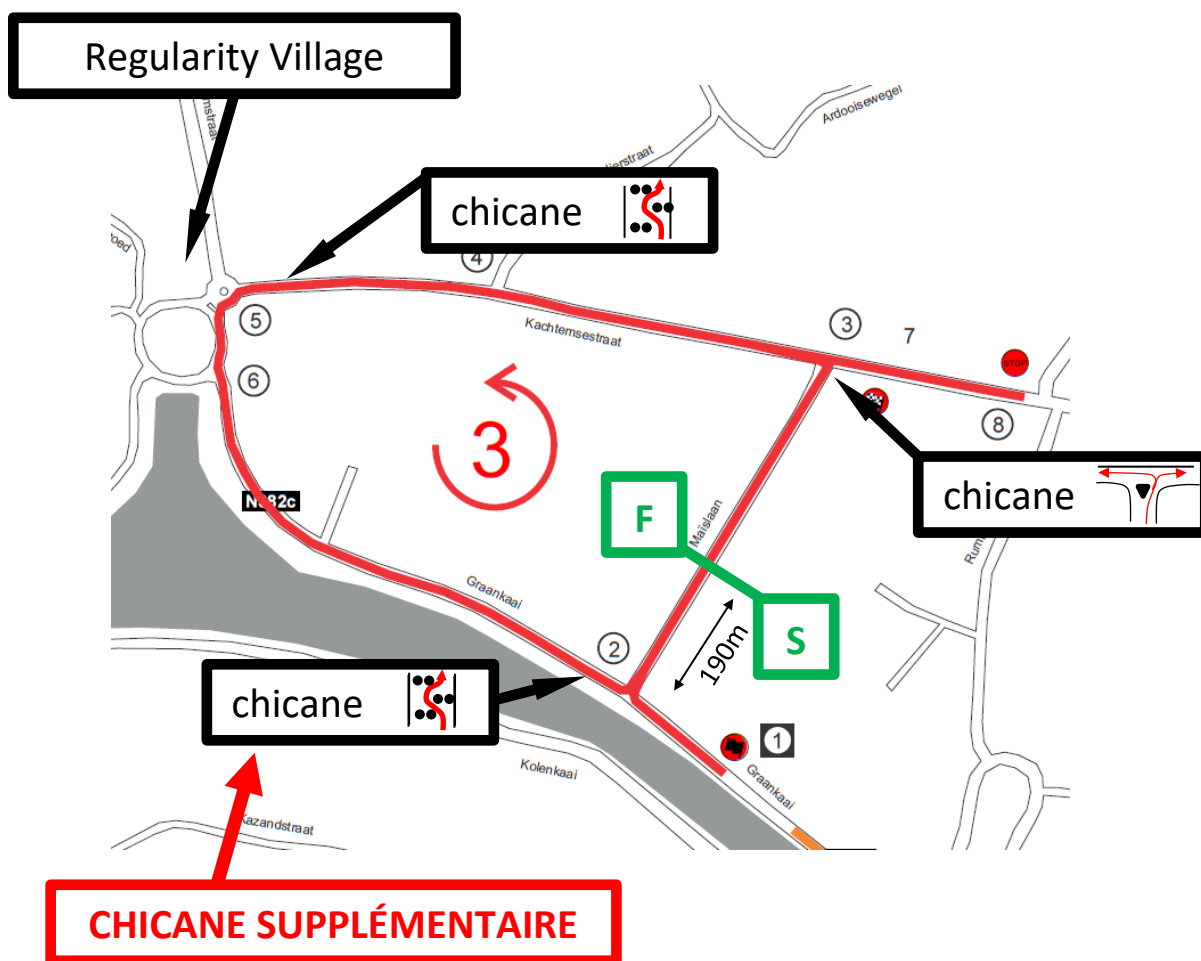 Regularity Village
Ardooisewegel
chicane
4
Kachtemsestraat
3
7
STOP
5
6
3
8
chicane
F
Maïslaan
N382c
Graankaai
2
190m
S
chicane
1
Graankaai
Kolenkaai
Kazandstraat
CHICANE SUPPLÉMENTAIRE